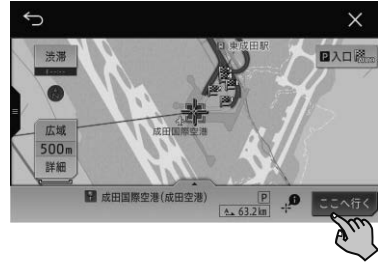 東成田駅
渋滞
P入口
成田国際空港
広域
500m
詳細
成田国際空港(成田空港)
P
63.2km
ここへ行く